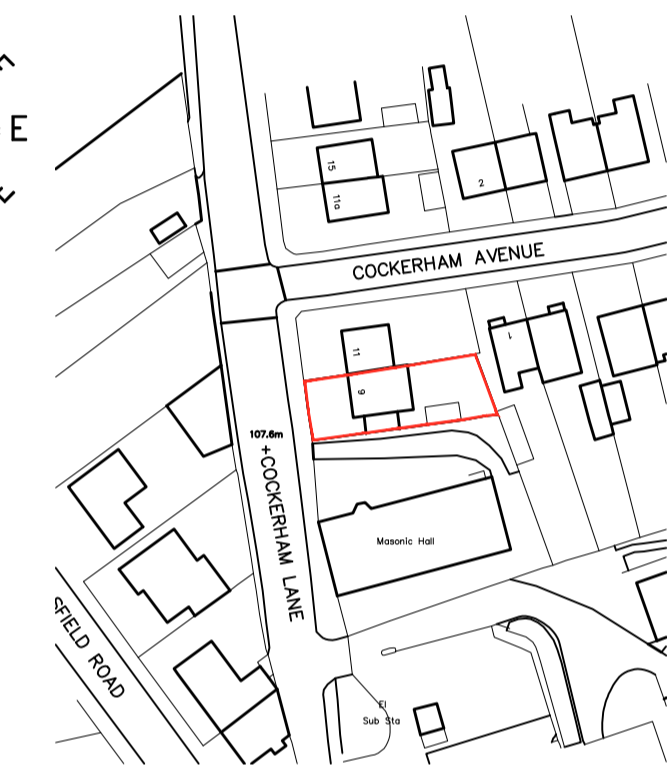 E
15
11a
2
COCKERHAM AVENUE
11
1
9
107.6m
+COCKERHAM LANE
Masonic Hall
SFIELD ROAD
El
Sub Sta